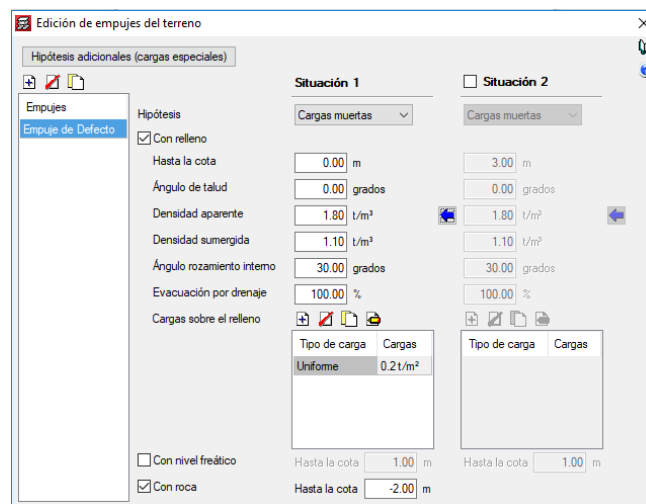 Edición de empujes del terreno
Hipótesis adicionales (cargas especiales)
Situación 1
Situación 2
Empujes
Empuje de Defecto
Hipótesis
Cargas muertas
Cargas muertas
Con relleno
Hasta la cota 0.00 m 3.00 m
Ángulo de talud 0.00 grados 0.00 grados
Densidad aparente 1.80 t/m³ 1.80 t/m³
Densidad sumergida 1.10 t/m³ 1.10 t/m³
Ángulo rozamiento interno 30.00 grados 30.00 grados
Evacuación por drenaje 100.00 % 100.00 %
Cargas sobre el relleno
Tipo de carga Cargas Tipo de carga Cargas
Uniforme 0.2 t/m²
Con nivel freático Hasta la cota 1.00 m Hasta la cota 1.00 m
Con roca Hasta la cota -2.00 m